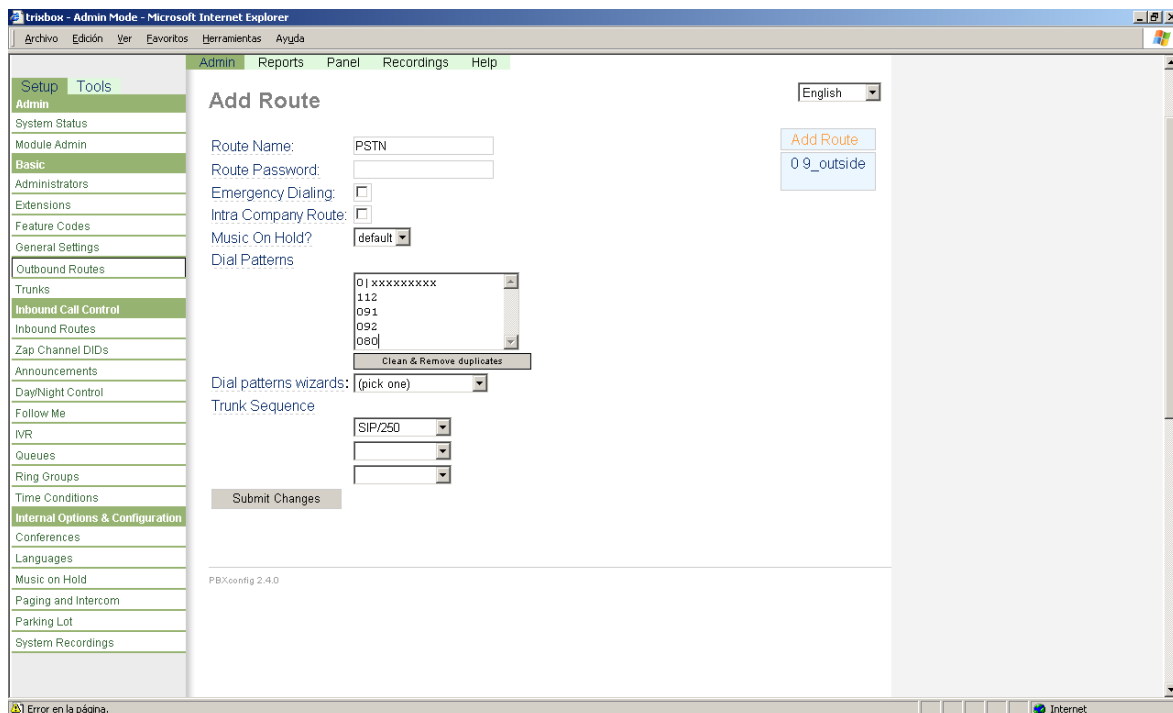 trixbox - Admin Mode - Microsoft Internet Explorer
Archivo Edición Ver Favoritos Herramientas Ayuda
Admin Reports Panel Recordings Help
Setup Tools
Admin
System Status
Module Admin
Basic
Administrators
Extensions
Feature Codes
General Settings
Outbound Routes
Trunks
Inbound Call Control
Inbound Routes
Zap Channel DIDs
Announcements
Day/Night Control
Follow Me
IVR
Queues
Ring Groups
Time Conditions
Internal Options & Configuration
Conferences
Languages
Music on Hold
Paging and Intercom
Parking Lot
System Recordings
Add Route
English
Add Route
0 9_outside
Route Name: PSTN
Route Password:
Emergency Dialing:
Intra Company Route:
Music On Hold? default
Dial Patterns
0|xxxxxxxxx
112
091
092
080
Clean & Remove duplicates
Dial patterns wizards: (pick one)
Trunk Sequence
SIP/250
Submit Changes
PBXconfig 2.4.0
Error en la página.
Internet